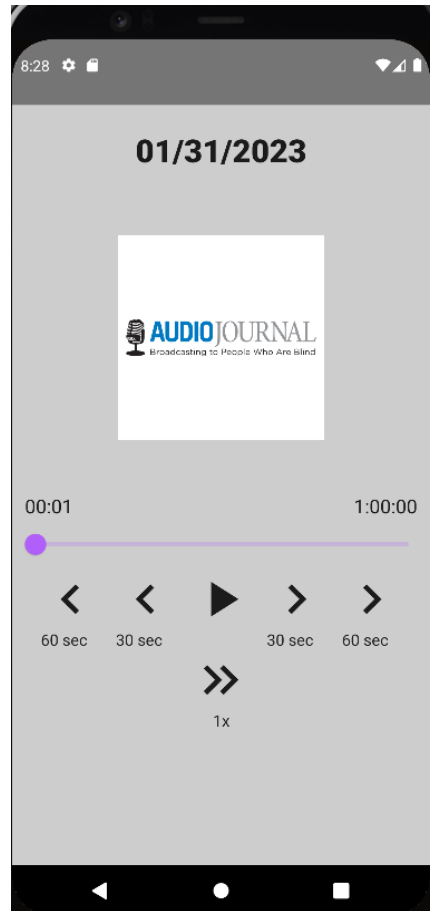 8:28
01/31/2023
AUDIOJOURNAL
Broadcasting to People Who Are Blind
00:01 1:00:00
60 sec 30 sec 30 sec 60 sec
1x